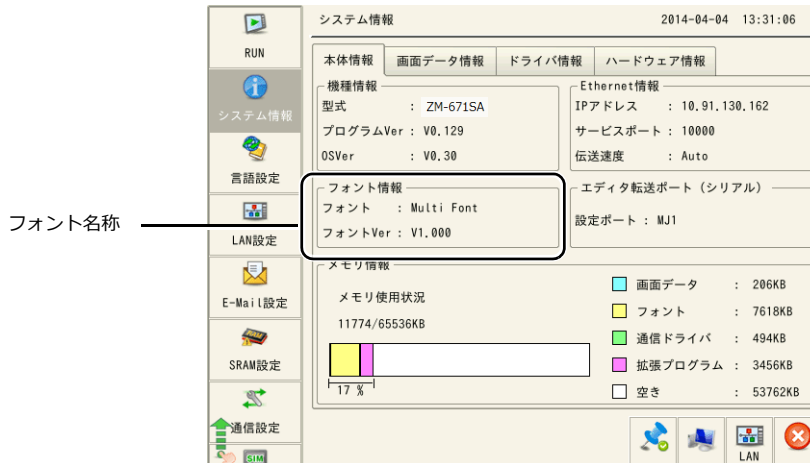 システム情報 2014-04-04 13:31:06
RUN
システム情報
言語設定
LAN設定
E-Mail設定
SRAM設定
通信設定
SIM
フォント名称
本体情報 画面データ情報 ドライバ情報 ハードウェア情報
機種情報
型式 : ZM-671SA
プログラムVer : V0.129
OSVer : V0.30
Ethernet情報
IPアドレス : 10.91.130.162
サービスポート : 10000
伝送速度 : Auto
フォント情報
フォント : Multi Font
フォントVer : V1.000
エディタ転送ポート (シリアル)
設定ポート : MJ1
メモリ情報
メモリ使用状況
11774/65536KB
17 %
画面データ : 206KB
フォント : 7618KB
通信ドライバ : 494KB
拡張プログラム : 3456KB
空き : 53762KB
LAN